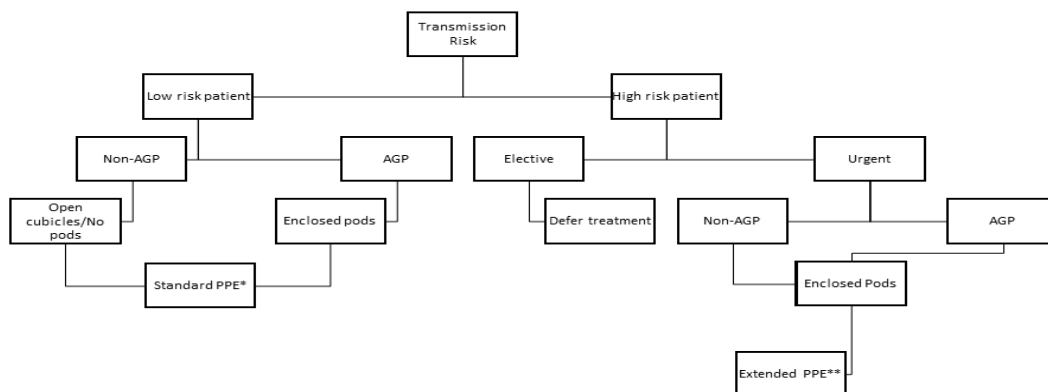 Transmission
Risk
Low risk patient
High risk patient
Non-AGP
AGP
Elective
Urgent
Open
cubicles/No
pods
Enclosed pods
Defer treatment
Non-AGP
AGP
Standard PPE*
Enclosed Pods
Extended PPE**